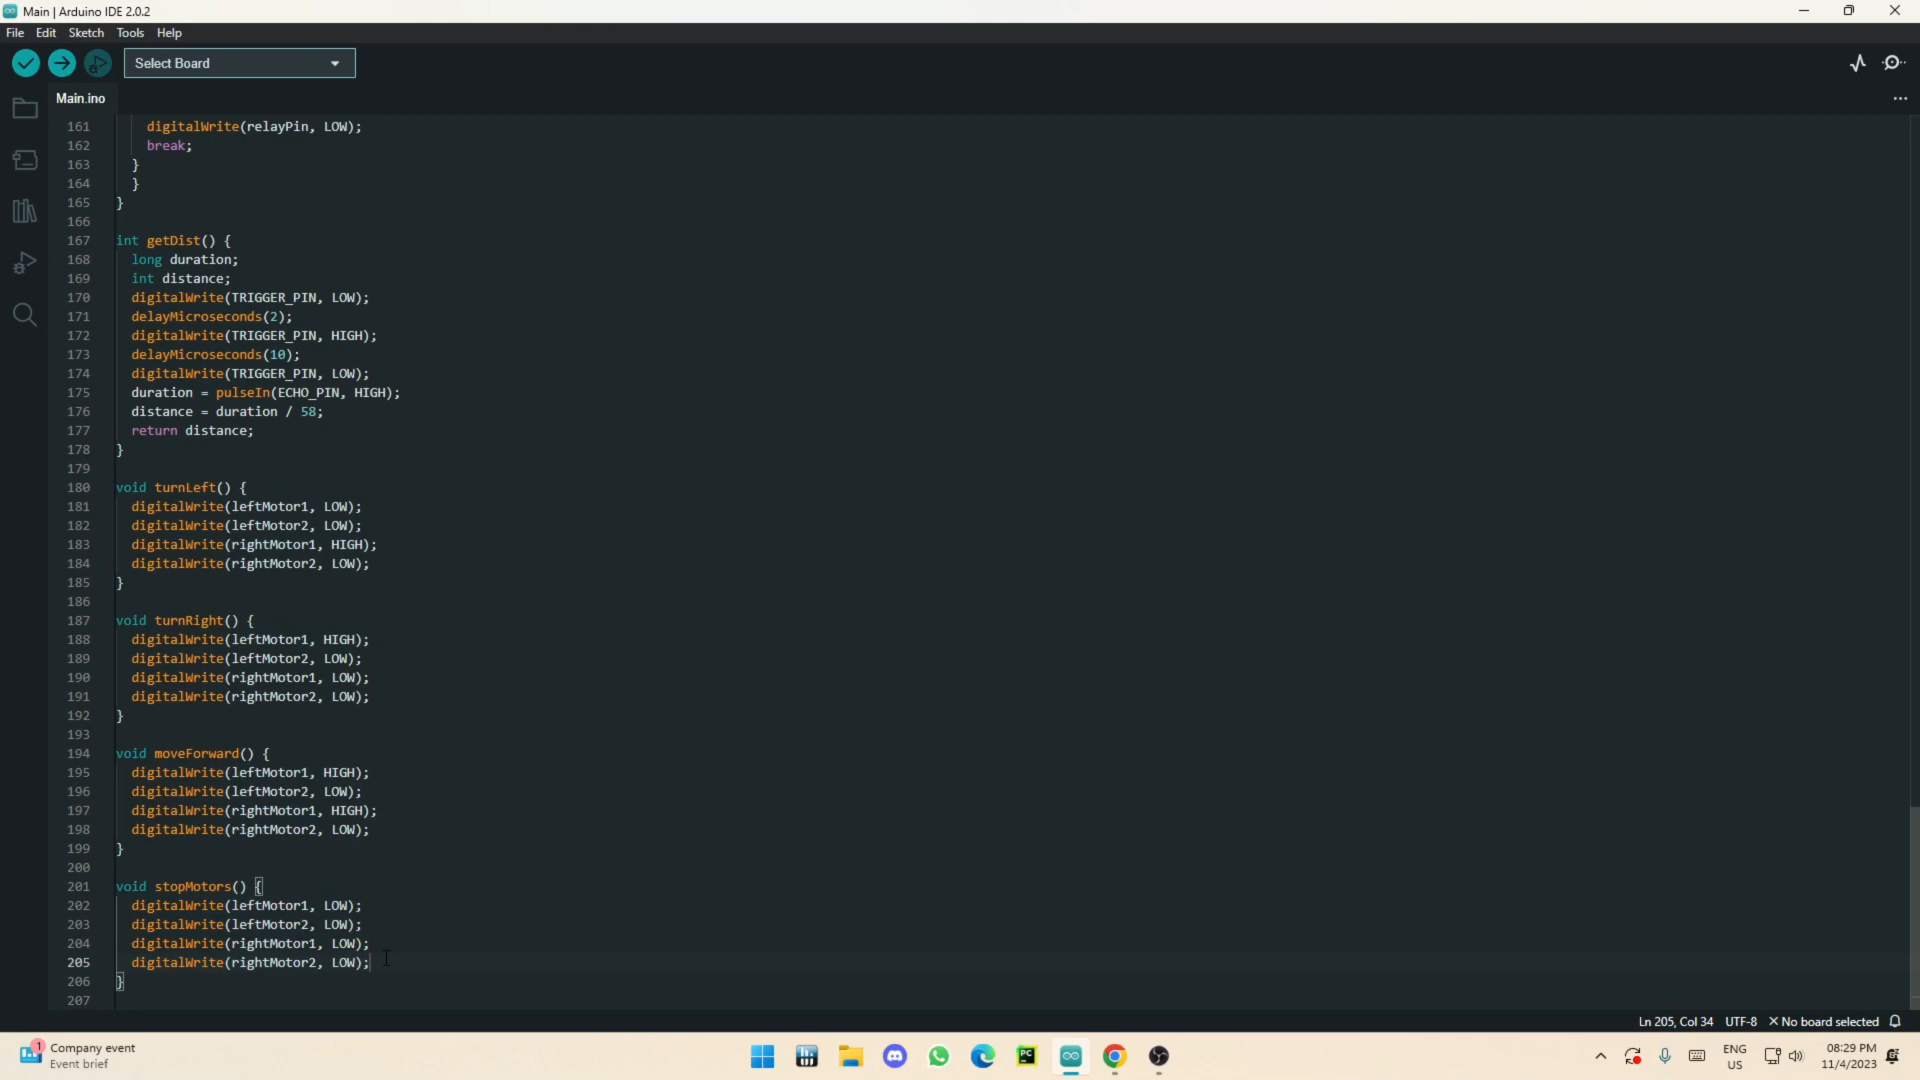 Main | Arduino IDE 2.0.2
File Edit Sketch Tools Help
Select Board
Main.ino
161 digitalWrite(relayPin, LOW);
162 break;
163 }
164 }
165 }
166
167 int getDist() {
168 long duration;
169 int distance;
170 digitalWrite(TRIGGER_PIN, LOW);
171 delayMicroseconds(2);
172 digitalWrite(TRIGGER_PIN, HIGH);
173 delayMicroseconds(10);
174 digitalWrite(TRIGGER_PIN, LOW);
175 duration = pulseIn(ECHO_PIN, HIGH);
176 distance = duration / 58;
177 return distance;
178 }
179
180 void turnLeft() {
181 digitalWrite(leftMotor1, LOW);
182 digitalWrite(leftMotor2, LOW);
183 digitalWrite(rightMotor1, HIGH);
184 digitalWrite(rightMotor2, LOW);
185 }
186
187 void turnRight() {
188 digitalWrite(leftMotor1, HIGH);
189 digitalWrite(leftMotor2, LOW);
190 digitalWrite(rightMotor1, LOW);
191 digitalWrite(rightMotor2, LOW);
192 }
193
194 void moveForward() {
195 digitalWrite(leftMotor1, HIGH);
196 digitalWrite(leftMotor2, LOW);
197 digitalWrite(rightMotor1, HIGH);
198 digitalWrite(rightMotor2, LOW);
199 }
200
201 void stopMotors() {
202 digitalWrite(leftMotor1, LOW);
203 digitalWrite(leftMotor2, LOW);
204 digitalWrite(rightMotor1, LOW);
205 digitalWrite(rightMotor2, LOW);
206 }
207
Ln 205, Col 34 UTF-8 No board selected
1
Company event
Event brief
PC
ENG
US
08:29 PM
11/4/2023